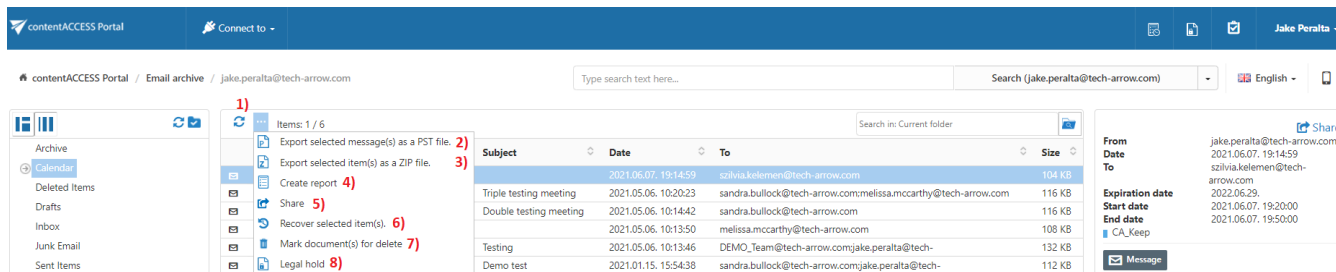 contentACCESS Portal
Connect to
Jake Peralta
contentACCESS Portal / Email archive / jake.peralta@tech-arrow.com
Type search text here...
Search (jake.peralta@tech-arrow.com)
English
1)
Items: 1 / 6
Search in: Current folder
Archive
Calendar
Deleted Items
Drafts
Inbox
Junk Email
Sent Items
Export selected message(s) as a PST file. 2)
Export selected item(s) as a ZIP file. 3)
Create report 4)
Share 5)
Recover selected item(s). 6)
Mark document(s) for delete 7)
Legal hold 8)
Subject Date To Size
2021.06.07. 19:14:59 szilvia.kelemen@tech-arrow.com 104 KB
Triple testing meeting 2021.05.06. 10:20:23 sandra.bullock@tech-arrow.com;melissa.mccarthy@tech-arrow.com 116 KB
Double testing meeting 2021.05.06. 10:14:42 sandra.bullock@tech-arrow.com 116 KB
2021.05.06. 10:13:50 melissa.mccarthy@tech-arrow.com 108 KB
Testing 2021.05.06. 10:13:46 DEMO_Team@tech-arrow.com;jake.peralta@tech- 132 KB
Demo test 2021.01.15. 15:54:38 sandra.bullock@tech-arrow.com;jake.peralta@tech- 112 KB
Share
From jake.peralta@tech-arrow.com
Date 2021.06.07. 19:14:59
To szilvia.kelemen@tech-
arrow.com
Expiration date 2022.06.29.
Start date 2021.06.07. 19:20:00
End date 2021.06.07. 19:50:00
CA_Keep
Message